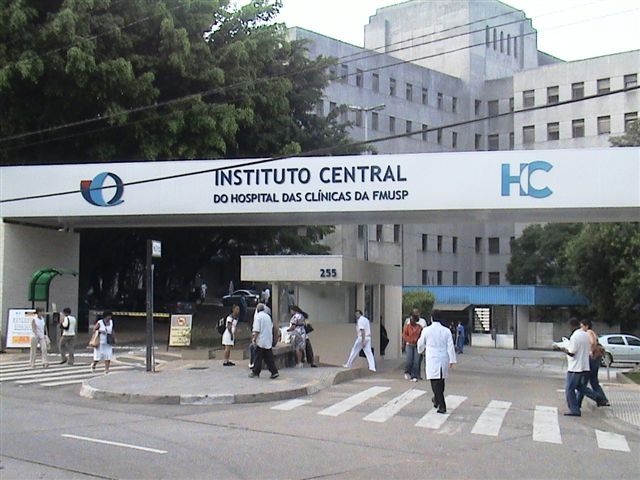 INSTITUTO CENTRAL
DO HOSPITAL DAS CLÍNICAS DA FMUSP
HC
255